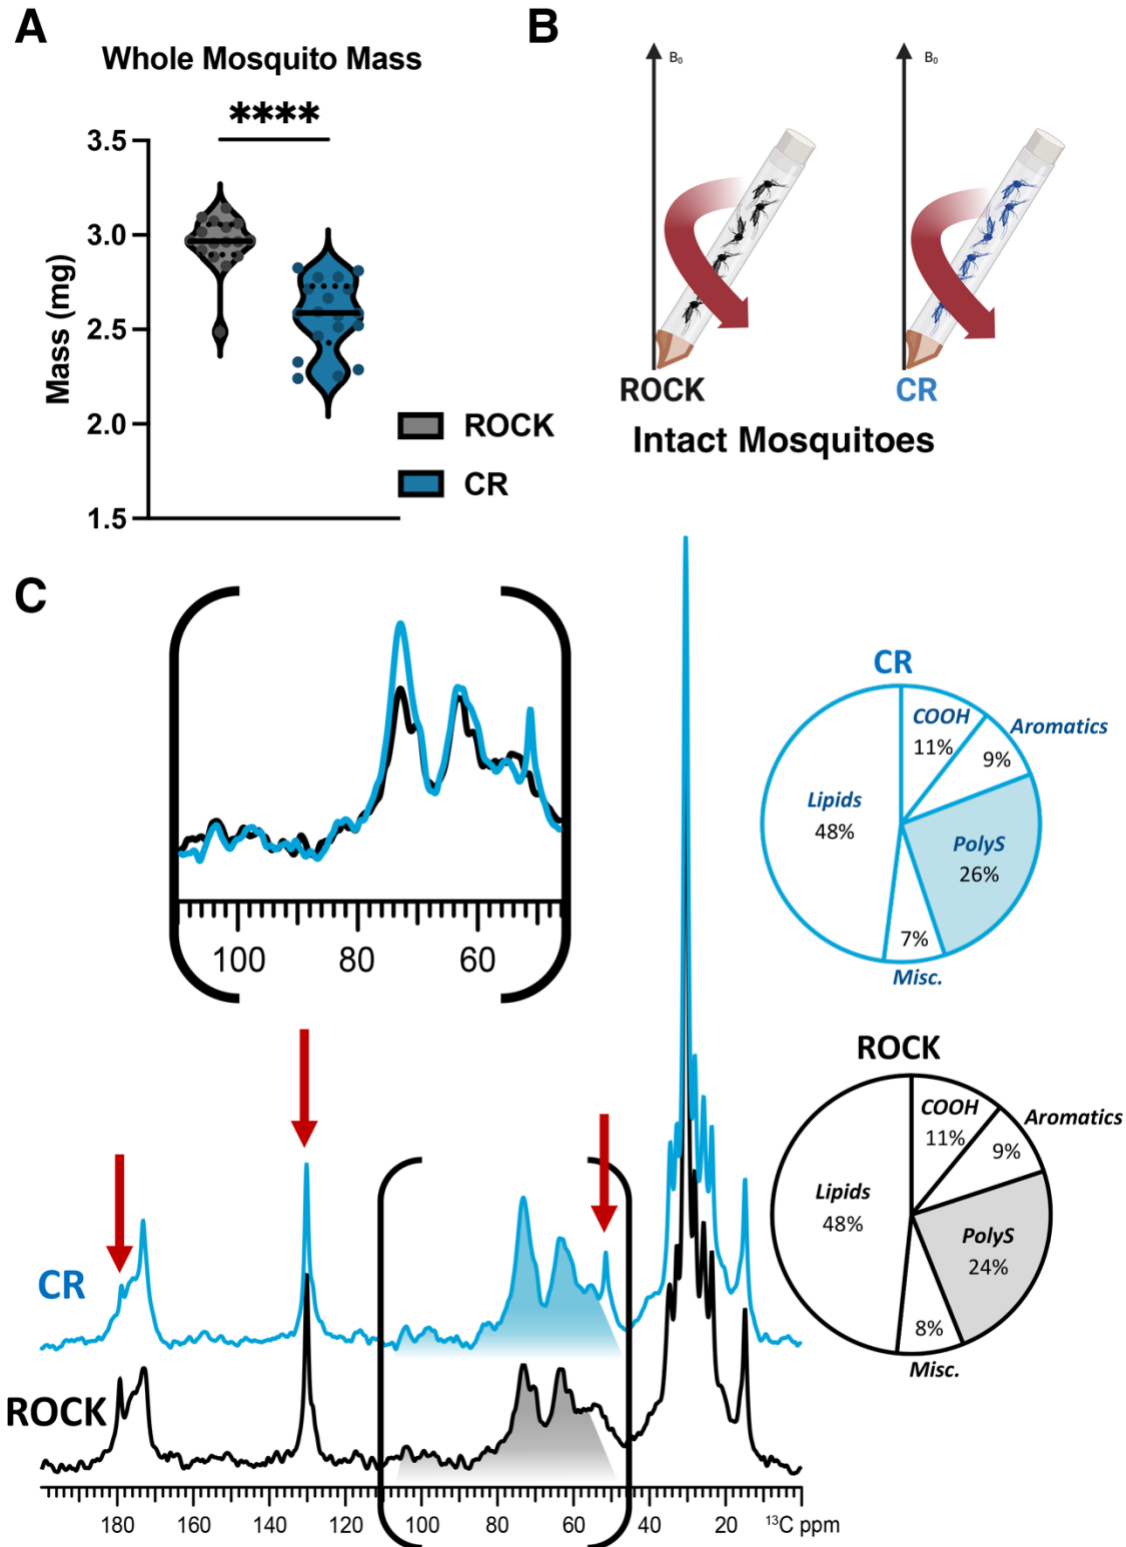 A
Whole Mosquito Mass
****
3.5
3.0
2.5
2.0
1.5
Mass (mg)
ROCK
CR
B
B₀
B₀
ROCK
CR
Intact Mosquitoes
C
100 80 60
CR
COOH
11%
Aromatics
9%
Lipids
48%
PolyS
26%
7%
Misc.
ROCK
COOH
11%
Aromatics
9%
Lipids
48%
PolyS
24%
8%
Misc.
CR
ROCK
180 160 140 120 100 80 60 40 20 ¹³C ppm